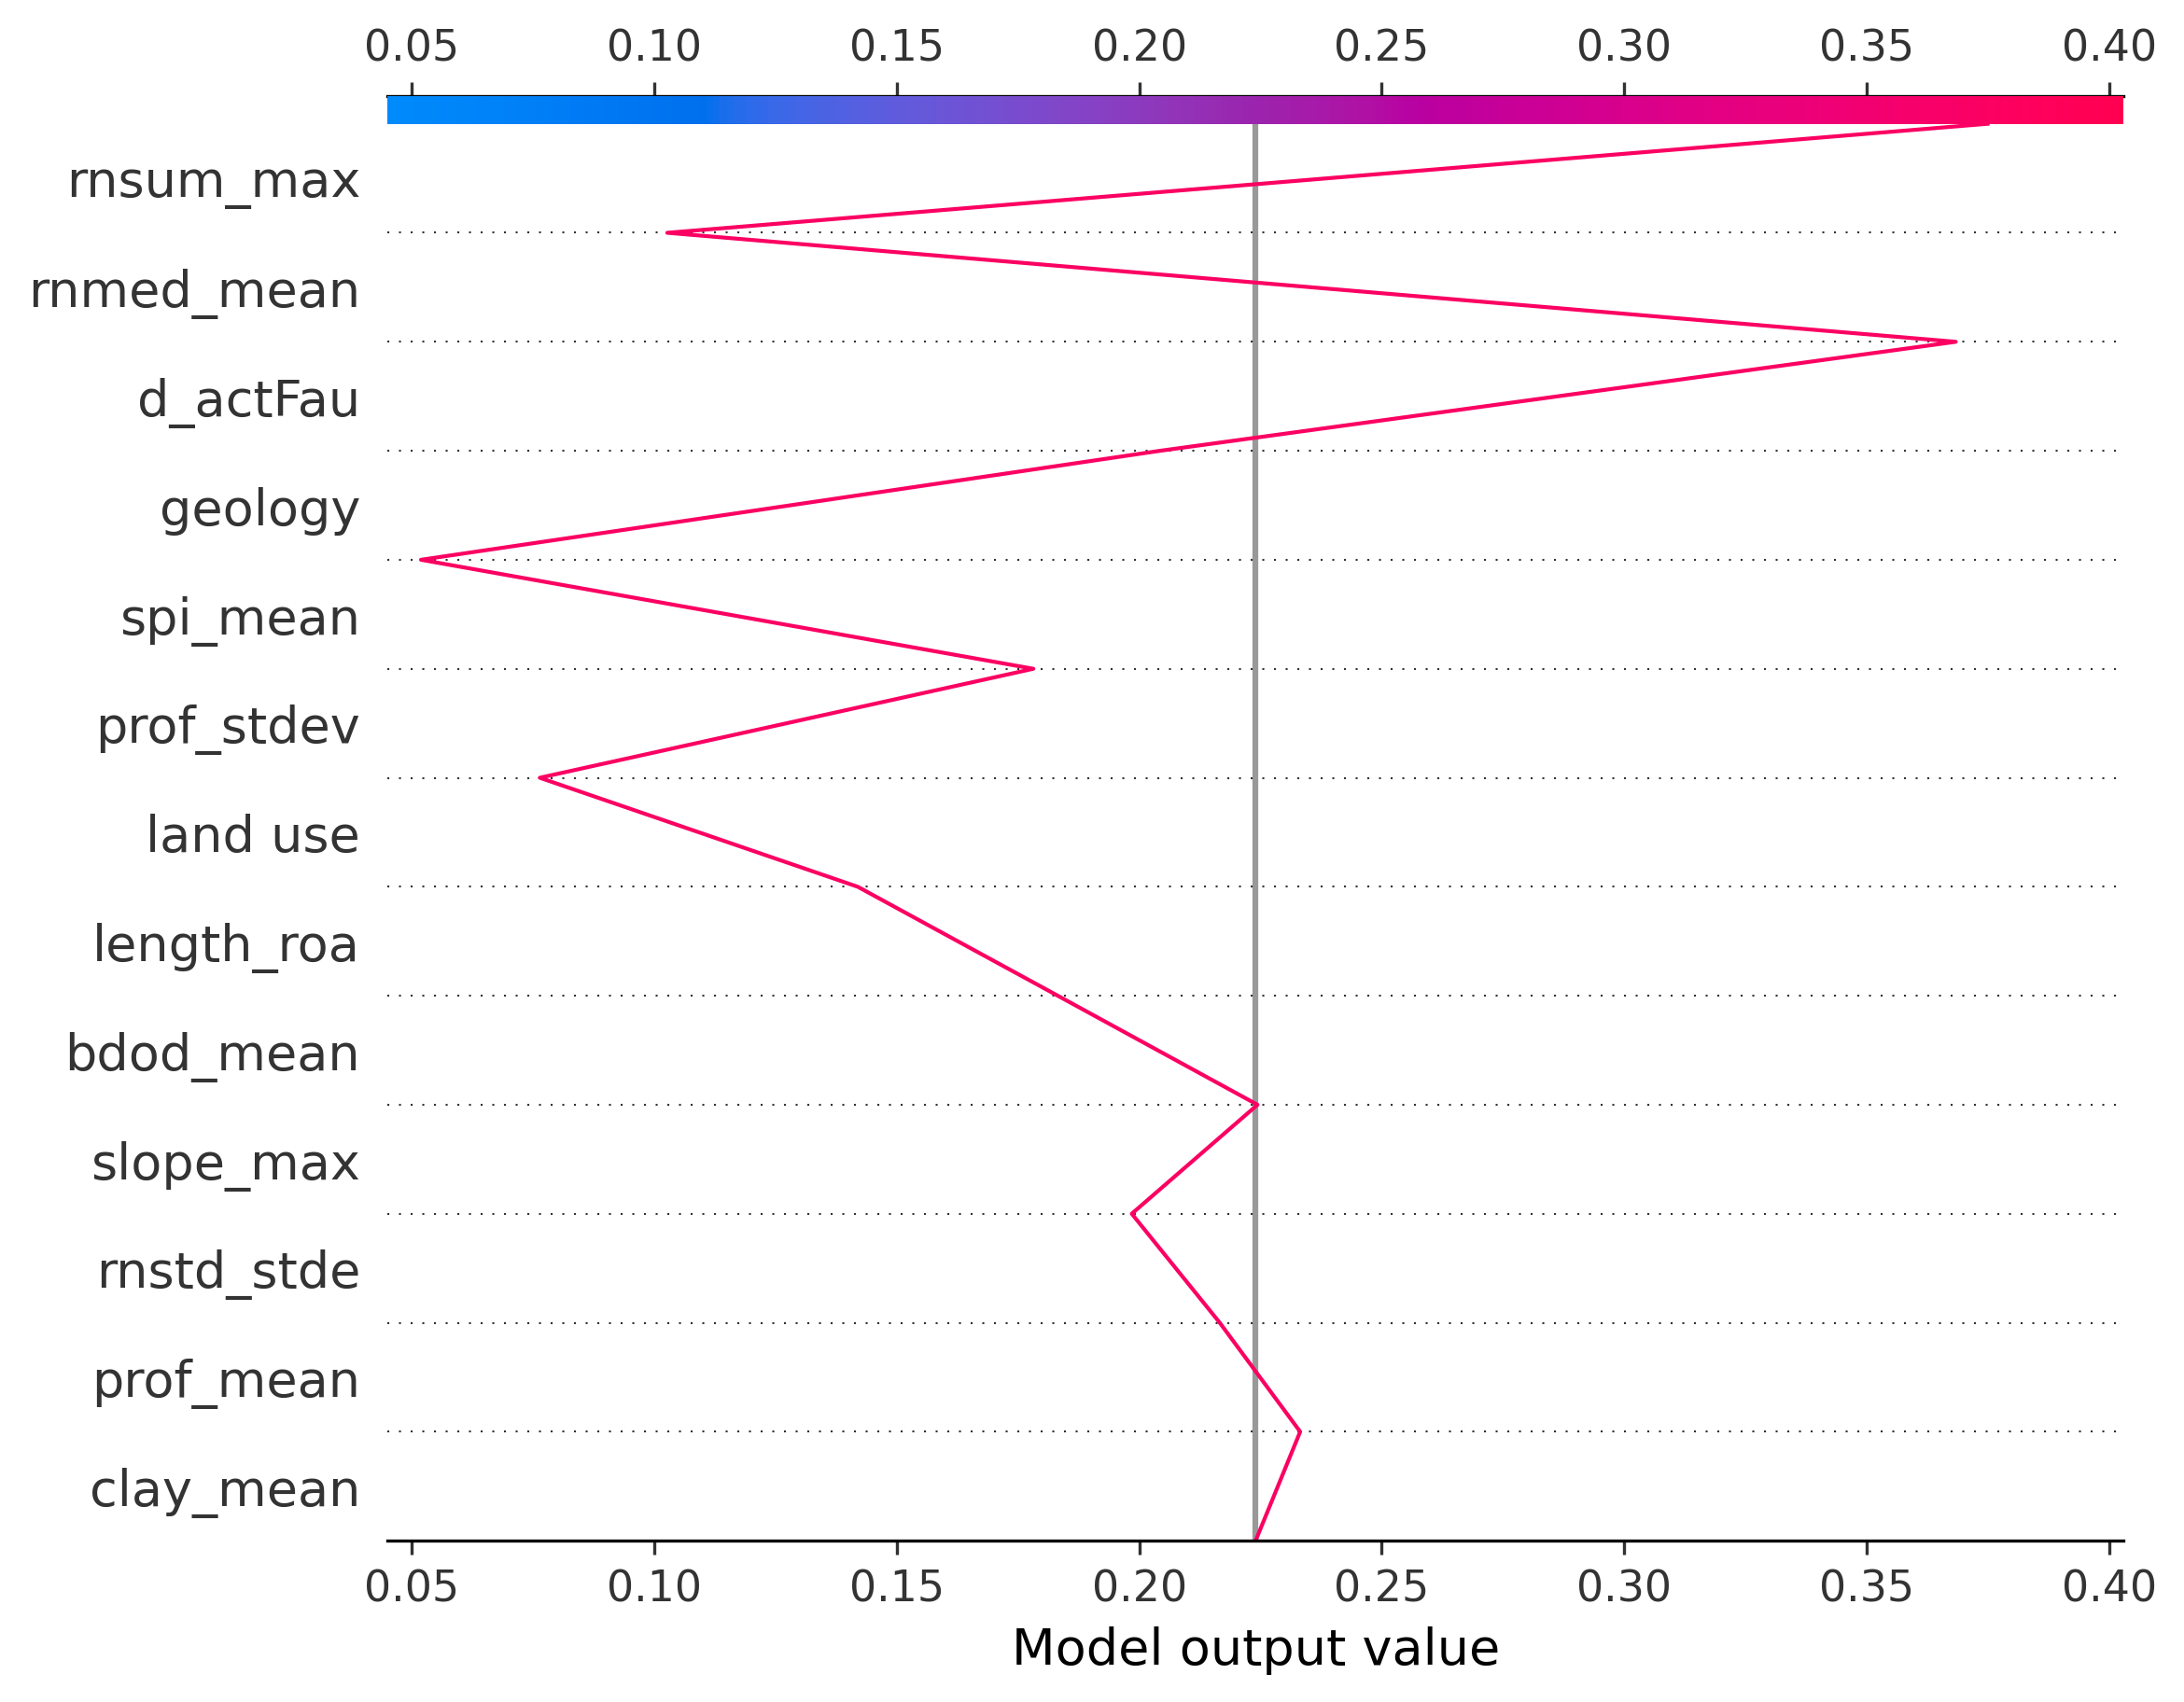 0.05 0.10 0.15 0.20 0.25 0.30 0.35 0.40
rnsum_max
rnmed_mean
d_actFau
geology
spi_mean
prof_stdev
land use
length_roa
bdod_mean
slope_max
rnstd_stde
prof_mean
clay_mean
0.05 0.10 0.15 0.20 0.25 0.30 0.35 0.40
Model output value